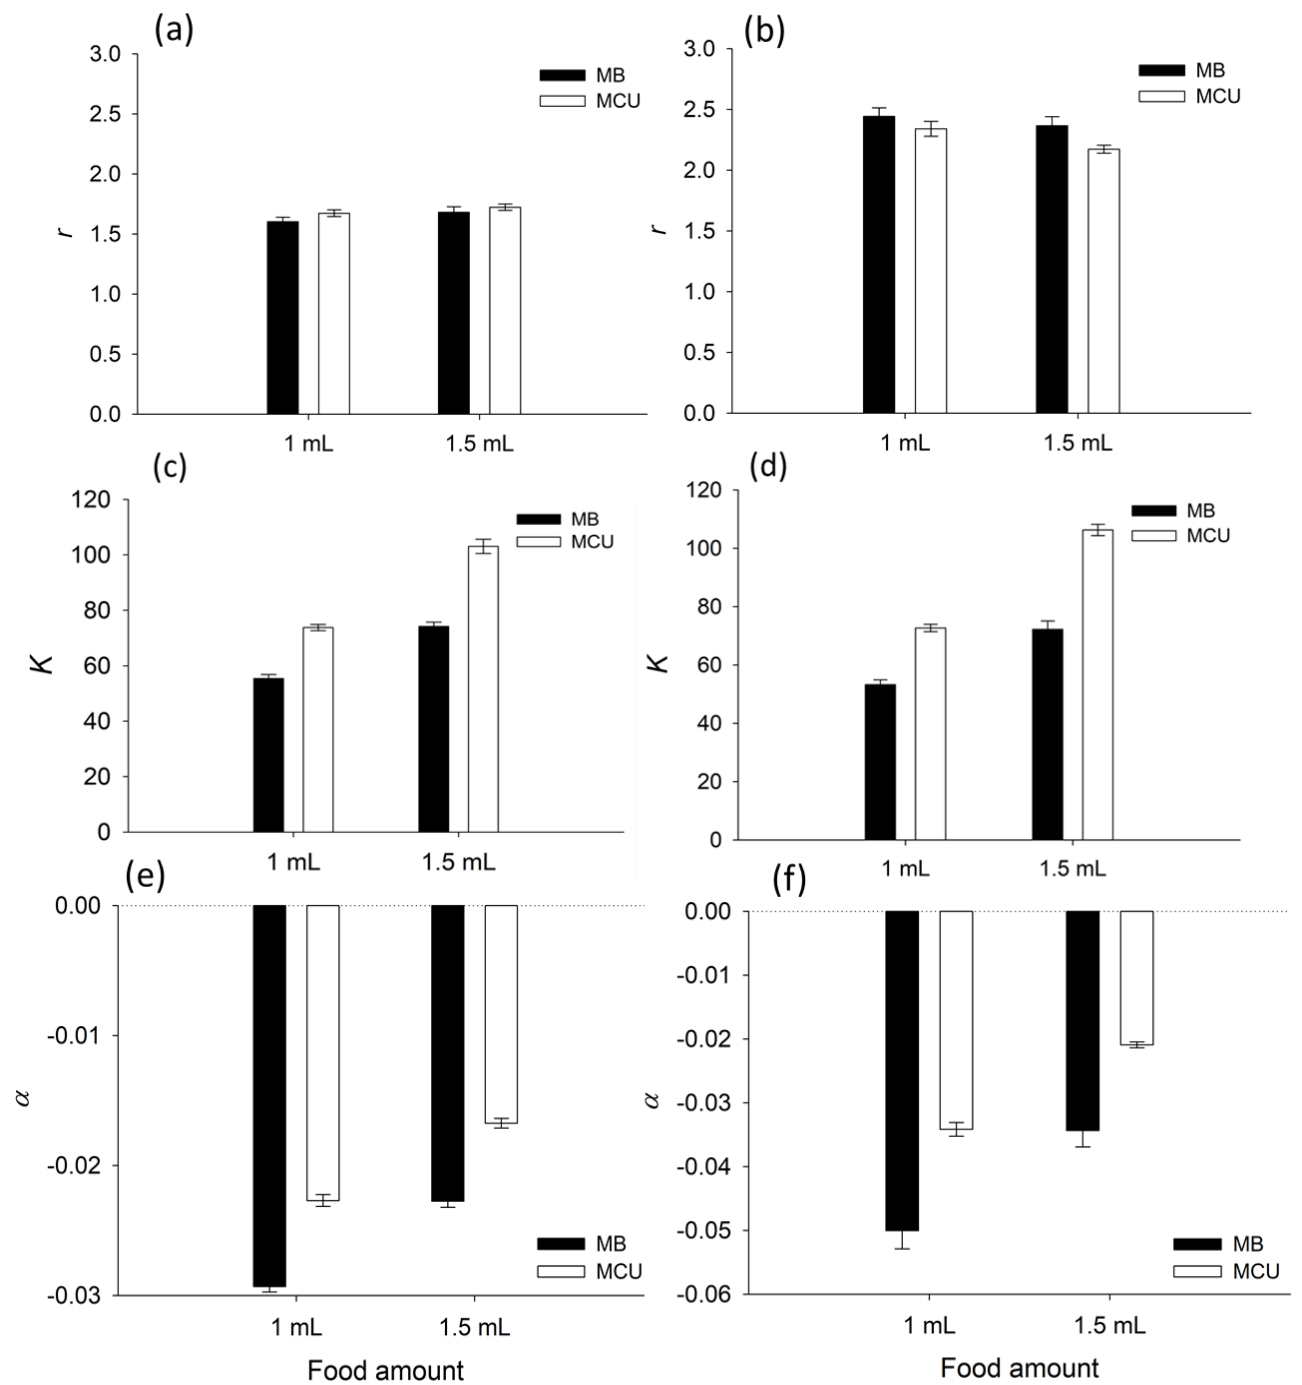 (a)
3.0
2.5
2.0
1.5
1.0
0.5
0.0
r
MB
MCU
1 mL
1.5 mL
(b)
3.0
2.5
2.0
1.5
1.0
0.5
0.0
r
MB
MCU
1 mL
1.5 mL
(c)
120
100
80
60
40
20
0
K
MB
MCU
1 mL
1.5 mL
(d)
120
100
80
60
40
20
0
K
MB
MCU
1 mL
1.5 mL
(e)
0.00
-0.01
-0.02
-0.03
α
MB
MCU
1 mL
1.5 mL
Food amount
(f)
0.00
-0.01
-0.02
-0.03
-0.04
-0.05
-0.06
α
MB
MCU
1 mL
1.5 mL
Food amount